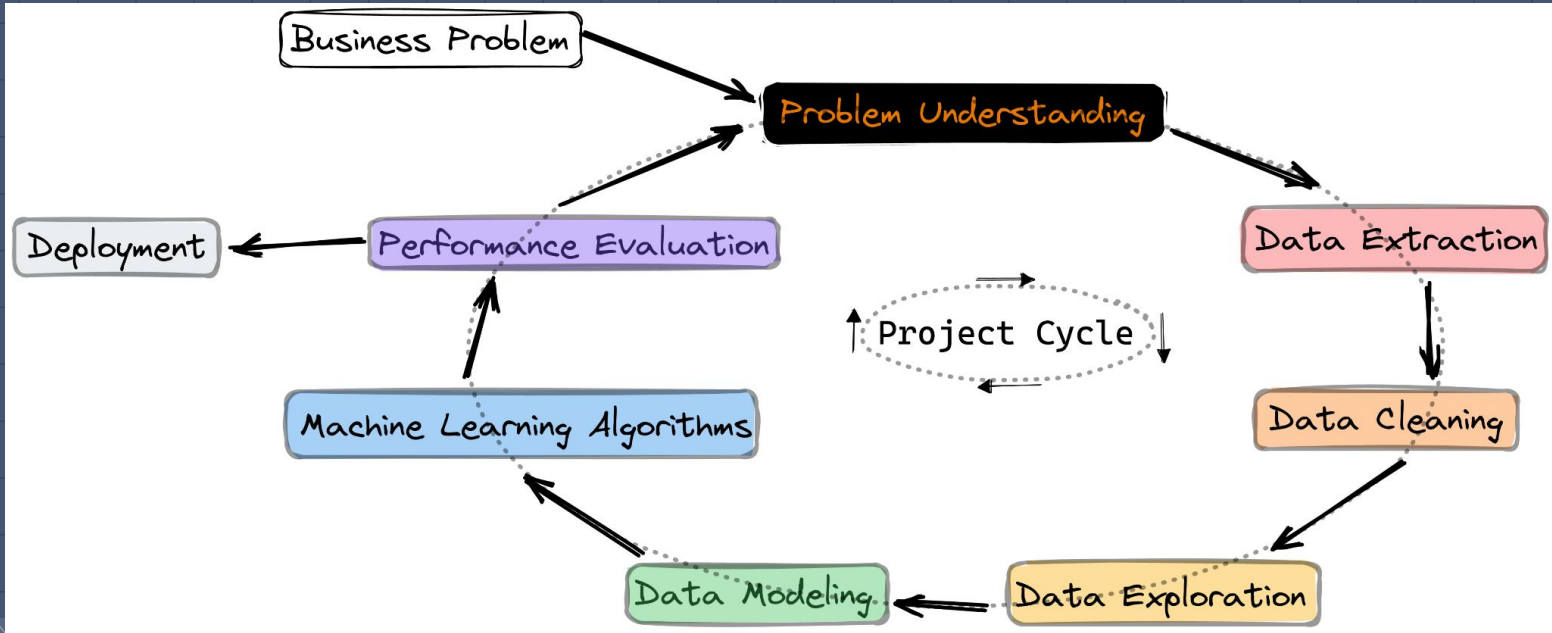 Business Problem
Problem Understanding
Deployment
Performance Evaluation
Data Extraction
Project Cycle
Machine Learning Algorithms
Data Cleaning
Data Modeling
Data Exploration